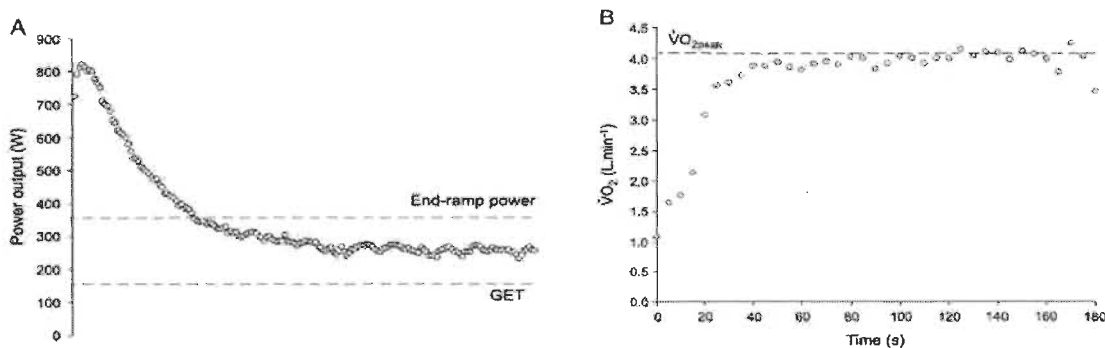 A
900
800
700
600
500
400
300
200
100
0
Power output (W)
End-ramp power
GET
B
4.5
4.0
3.5
3.0
2.5
2.0
1.5
1.0
0.5
0.0
V̇O₂ (L.min⁻¹)
V̇O₂peak
0 20 40 60 80 100 120 140 160 180
Time (s)